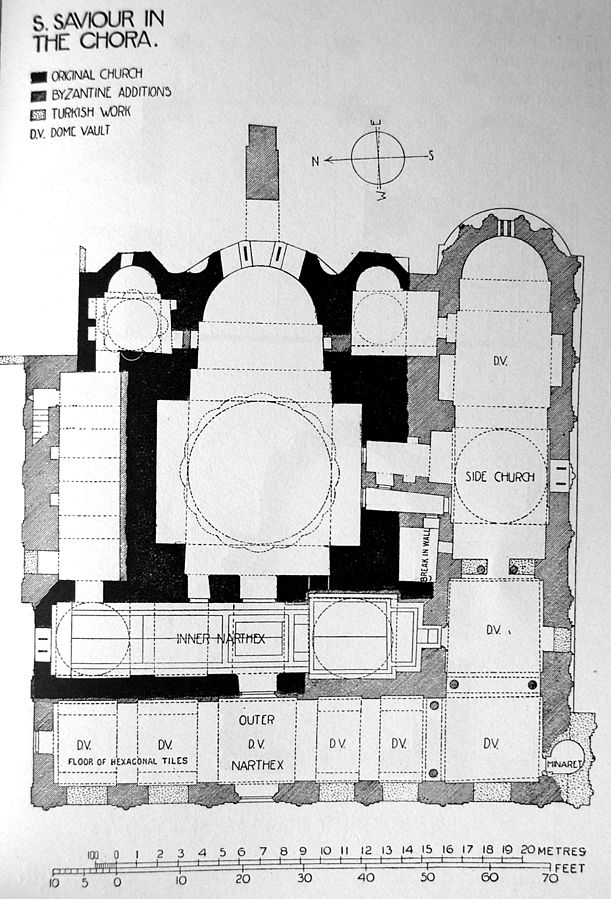 S. SAVIOUR IN
THE CHORA.
ORIGINAL CHURCH
BYZANTINE ADDITIONS
TURKISH WORK
D.V. DOME VAULT
E
N
S
W
D.V.
SIDE CHURCH
BREAK IN WALL
INNER NARTHEX
D.V.
OUTER
D.V. D.V. D.V. D.V. D.V. D.V.
NARTHEX
FLOOR OF HEXAGONAL TILES
MINARET
100 0 1 2 3 4 5 6 7 8 9 10 11 12 13 14 15 16 17 18 19 20 METRES
FEET
10 5 0 10 20 30 40 50 60 70